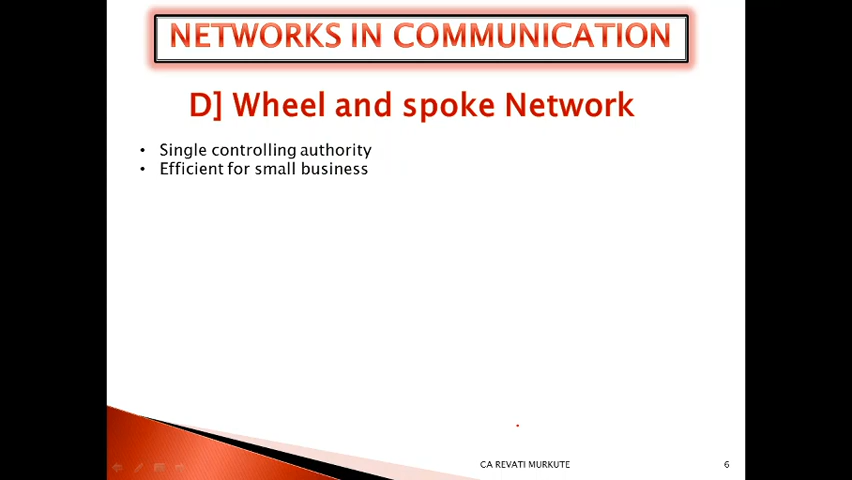 NETWORKS IN COMMUNICATION
D] Wheel and spoke Network
• Single controlling authority
• Efficient for small business
CA REVATI MURKUTE
6